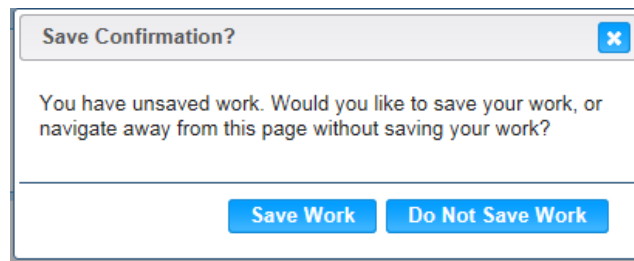 Save Confirmation?
You have unsaved work. Would you like to save your work, or
navigate away from this page without saving your work?
Save Work
Do Not Save Work